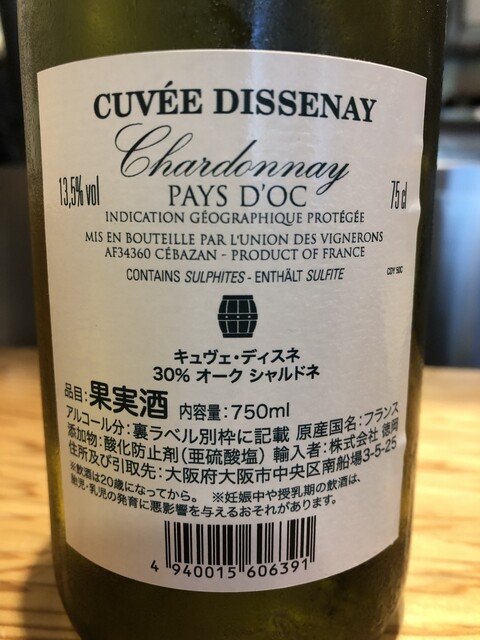 CUVÉE DISSENAY
Chardonnay
13,5% vol
PAYS D'OC
75 cl
INDICATION GÉOGRAPHIQUE PROTÉGÉE
MIS EN BOUTEILLE PAR L'UNION DES VIGNERONS
AF34360 CÉBAZAN - PRODUCT OF FRANCE
CONTAINS SULPHITES - ENTHÄLT SULFITE
CDY 50C
キュヴェ・ディスネ
30% オーク シャルドネ
品目:果実酒 内容量:750ml
アルコール分:裏ラベル別枠に記載 原産国名:フランス
添加物:酸化防止剤(亜硫酸塩) 輸入者:株式会社 徳岡
住所及び引取先:大阪府大阪市中央区南船場3-5-25
※飲酒は20歳になってから。 ※妊娠中や授乳期の飲酒は、
胎児・乳児の発育に悪影響を与えるおそれがあります。
4 940015 606391